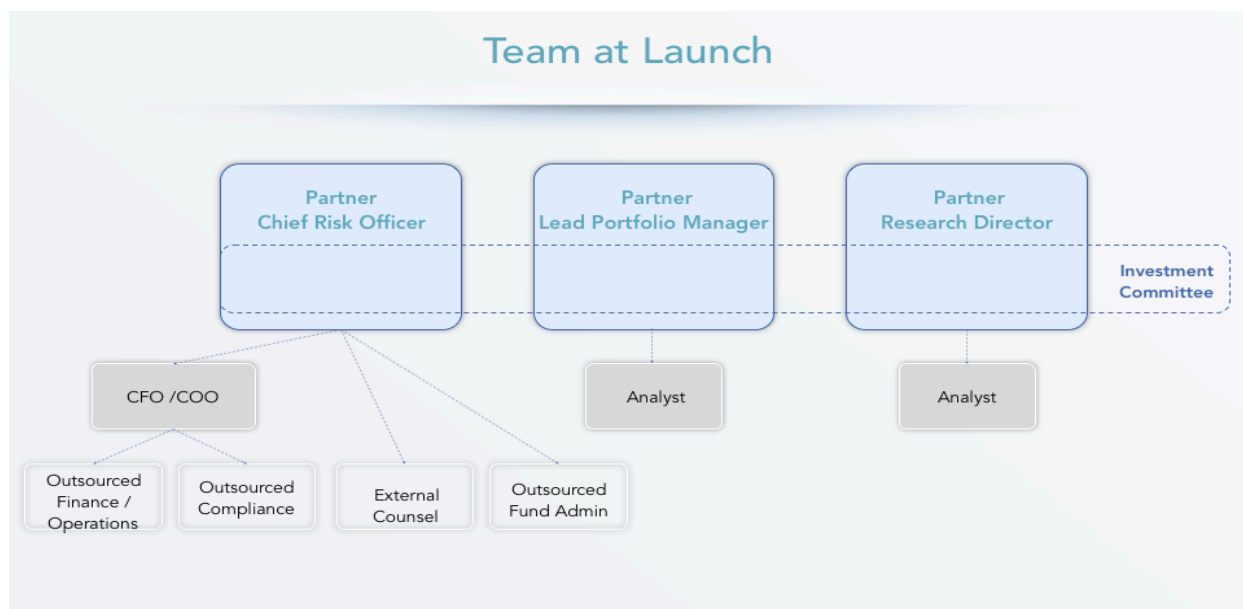 Team at Launch
Partner
Chief Risk Officer
Partner
Lead Portfolio Manager
Partner
Research Director
Investment
Committee
CFO /COO
Analyst
Analyst
Outsourced
Finance /
Operations
Outsourced
Compliance
External
Counsel
Outsourced
Fund Admin